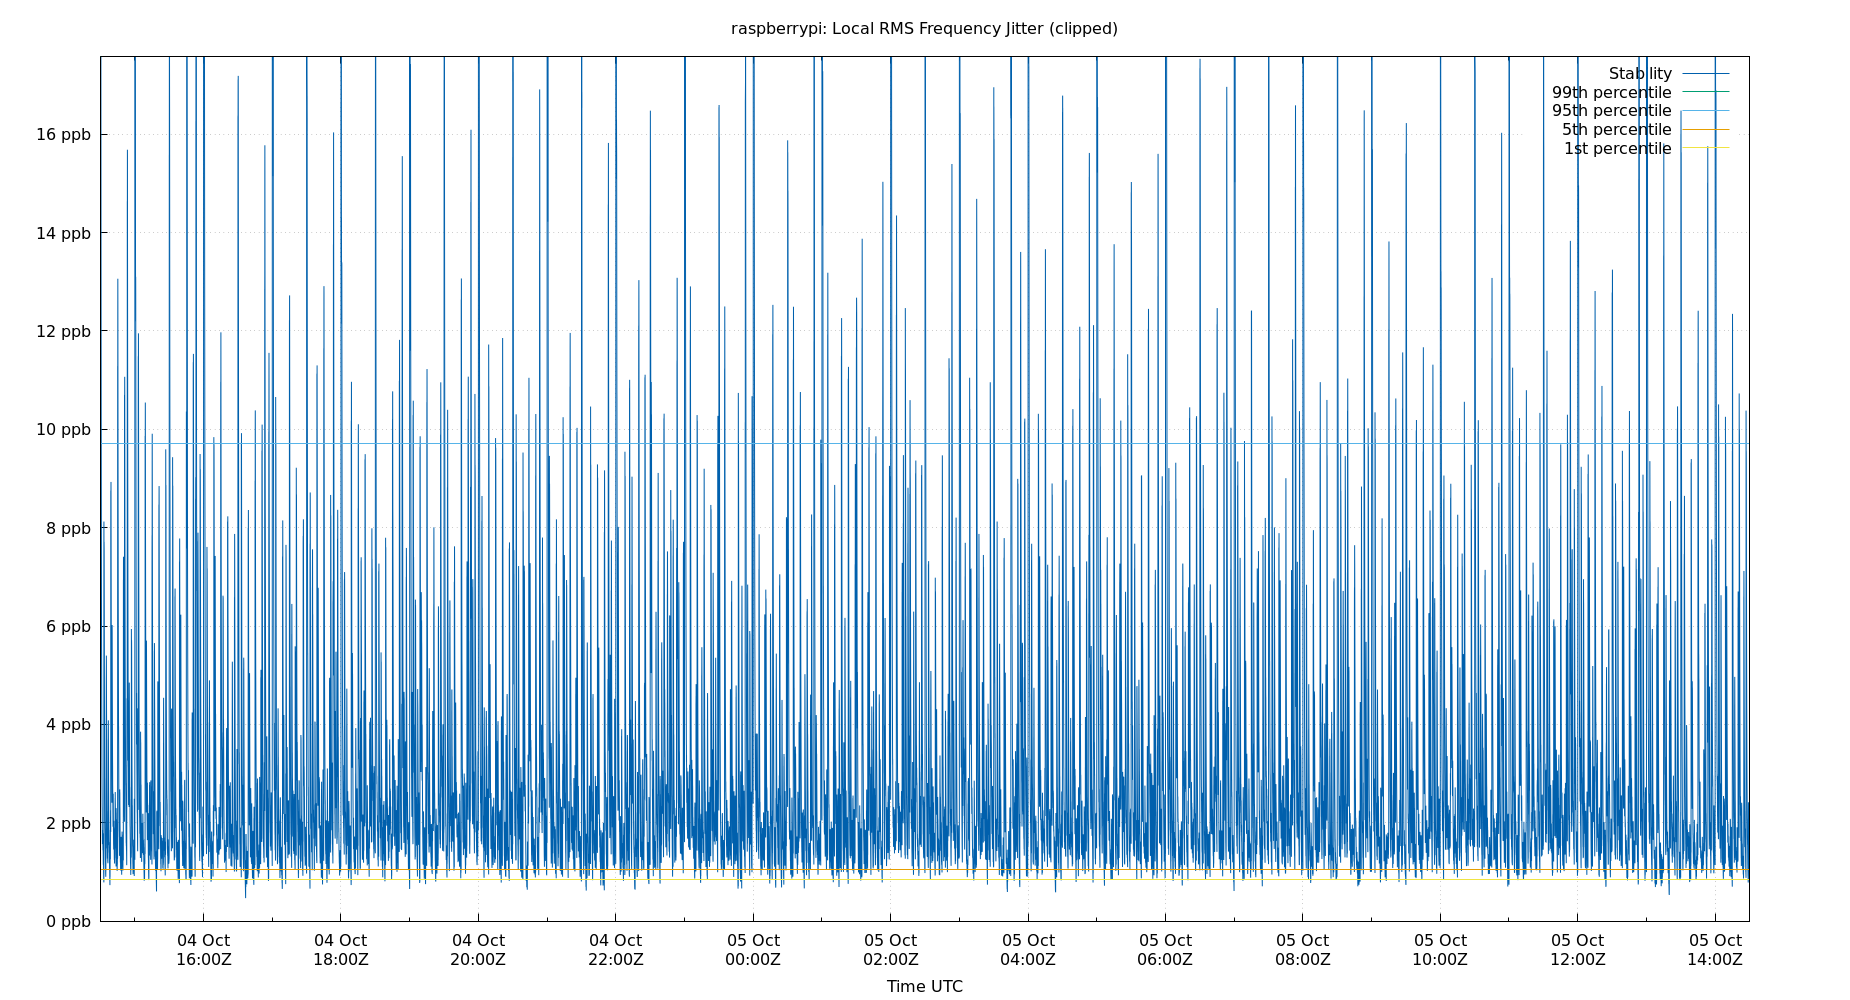 raspberrypi: Local RMS Frequency Jitter (clipped)
Stability
99th percentile
95th percentile
5th percentile
1st percentile
16 ppb
14 ppb
12 ppb
10 ppb
8 ppb
6 ppb
4 ppb
2 ppb
0 ppb
04 Oct 04 Oct 04 Oct 04 Oct 05 Oct 05 Oct 05 Oct 05 Oct 05 Oct 05 Oct 05 Oct 05 Oct
16:00Z 18:00Z 20:00Z 22:00Z 00:00Z 02:00Z 04:00Z 06:00Z 08:00Z 10:00Z 12:00Z 14:00Z
Time UTC